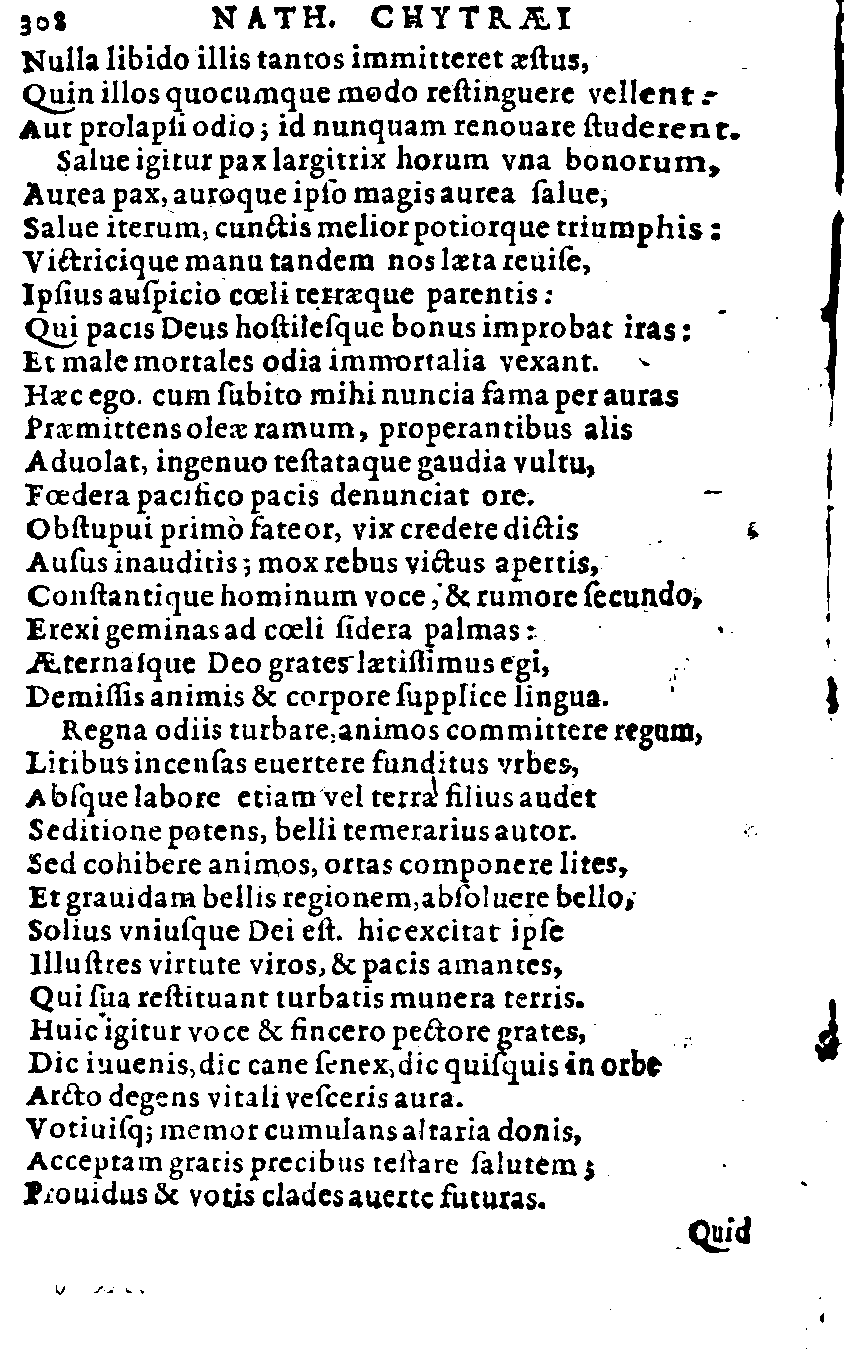 308 NATH. CHYTRÆI
Nulla libido illis tantos immitteret æſtus,
Quin illos quocumque modo reſtinguere vellent:
Aut prolapſi odio; id nunquam renouare ſtuderent.
Salue igitur pax largitrix horum vna bonorum,
Aurea pax, auroque ipſo magis aurea ſalue,
Salue iterum, cunctis melior potiorque triumphis:
Victricique manu tandem nos læta reuiſe,
Ipſius auſpicio cœli terræque parentis:
Qui pacis Deus hoſtileſque bonus improbat iras:
Et male mortales odia immortalia vexant.
Hæc ego. cum ſubito mihi nuncia fama per auras
Præmittens oleæ ramum, properantibus alis
Aduolat, ingenuo teſtataque gaudia vultu,
Fœdera pacifico pacis denunciat ore.
Obſtupui primò fateor, vix credere dictis
Auſus inauditis; mox rebus victus apertis,
Conſtantique hominum voce, & rumore ſecundo,
Erexi geminas ad cœli ſidera palmas:
Æternaſque Deo grates lætiſſimus egi,
Demiſſis animis & corpore ſupplice lingua.
Regna odiis turbare, animos committere regum,
Litibus incenſas euertere funditus vrbes,
Abſque labore etiam vel terræ filius audet
Seditione potens, belli temerarius autor.
Sed cohibere animos, ortas componere lites,
Et grauidam bellis regionem, abſoluere bello,
Solius vniuſque Dei eſt. hic excitat ipſe
Illuſtres virtute viros, & pacis amantes,
Qui ſua reſtituant turbatis munera terris.
Huic igitur voce & ſincero pectore grates,
Dic iuuenis, dic cane ſenex, dic quiſquis in orbe
Arcto degens vitali veſceris aura.
Votiuiſq; memor cumulans altaria donis,
Acceptam gratis precibus teſtare ſalutem;
Prouidus & votis clades auerte futuras.
Quid